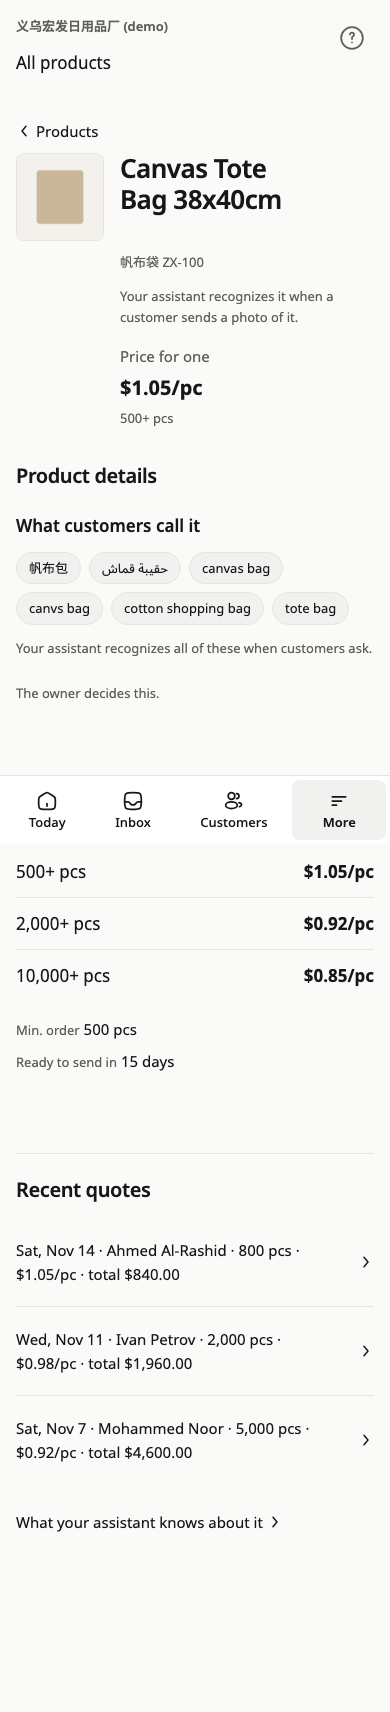 义乌宏发日用品厂 (demo)
All products
Products
Canvas Tote
Bag 38x40cm
帆布袋 ZX-100
Your assistant recognizes it when a
customer sends a photo of it.
Price for one
$1.05/pc
500+ pcs
Product details
What customers call it
帆布包
حقيبة قماش
canvas bag
canvs bag
cotton shopping bag
tote bag
Your assistant recognizes all of these when customers ask.
The owner decides this.
Today
Inbox
Customers
More
500+ pcs $1.05/pc
2,000+ pcs $0.92/pc
10,000+ pcs $0.85/pc
Min. order 500 pcs
Ready to send in 15 days
Recent quotes
Sat, Nov 14 · Ahmed Al-Rashid · 800 pcs ·
$1.05/pc · total $840.00
Wed, Nov 11 · Ivan Petrov · 2,000 pcs ·
$0.98/pc · total $1,960.00
Sat, Nov 7 · Mohammed Noor · 5,000 pcs ·
$0.92/pc · total $4,600.00
What your assistant knows about it